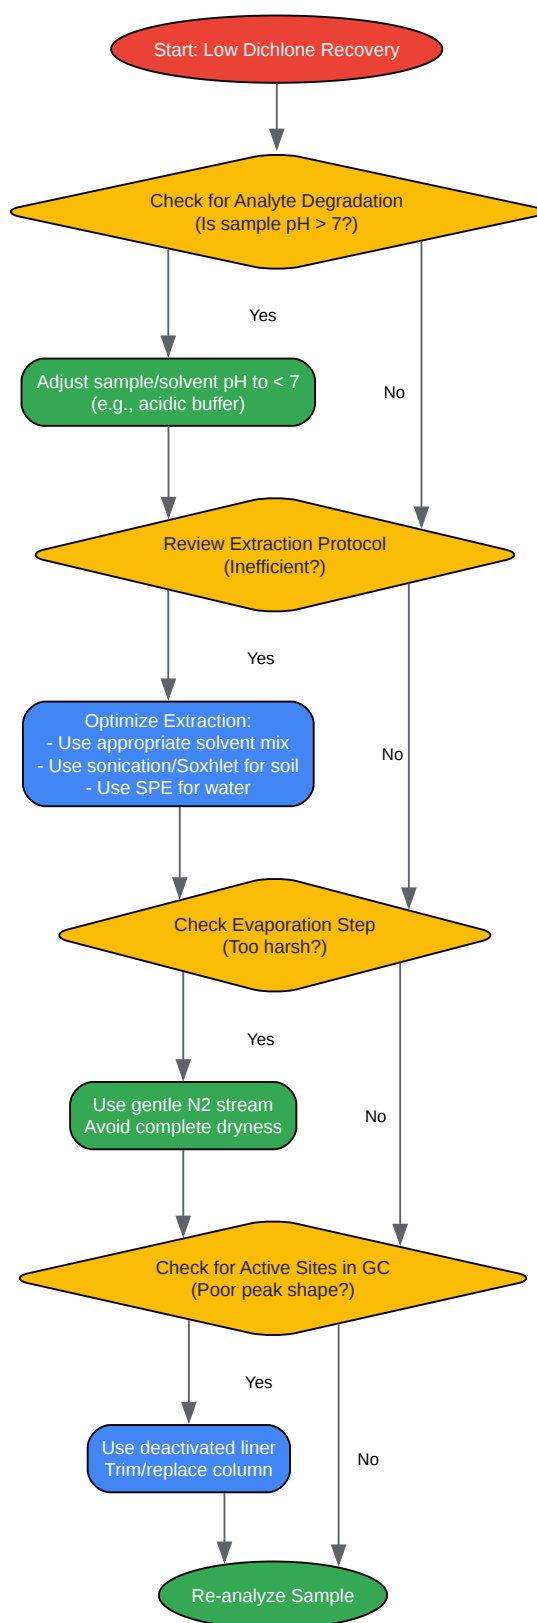 Start: Low Dichlone Recovery
Check for Analyte Degradation
(Is sample pH > 7?)
Yes
Adjust sample/solvent pH to < 7
(e.g., acidic buffer)
No
Review Extraction Protocol
(Inefficient?)
Yes
Optimize Extraction:
- Use appropriate solvent mix
- Use sonication/Soxhlet for soil
- Use SPE for water
No
Check Evaporation Step
(Too harsh?)
Yes
Use gentle N2 stream
Avoid complete dryness
No
Check for Active Sites in GC
(Poor peak shape?)
Yes
Use deactivated liner
Trim/replace column
No
Re-analyze Sample